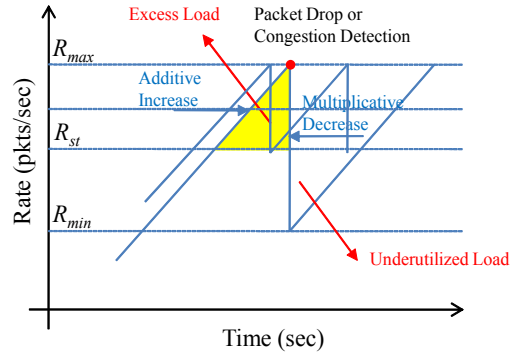 Excess Load
Packet Drop or
Congestion Detection
R_max
Additive
Increase
Multiplicative
Decrease
R_st
R_min
Underutilized Load
Rate (pkts/sec)
Time (sec)